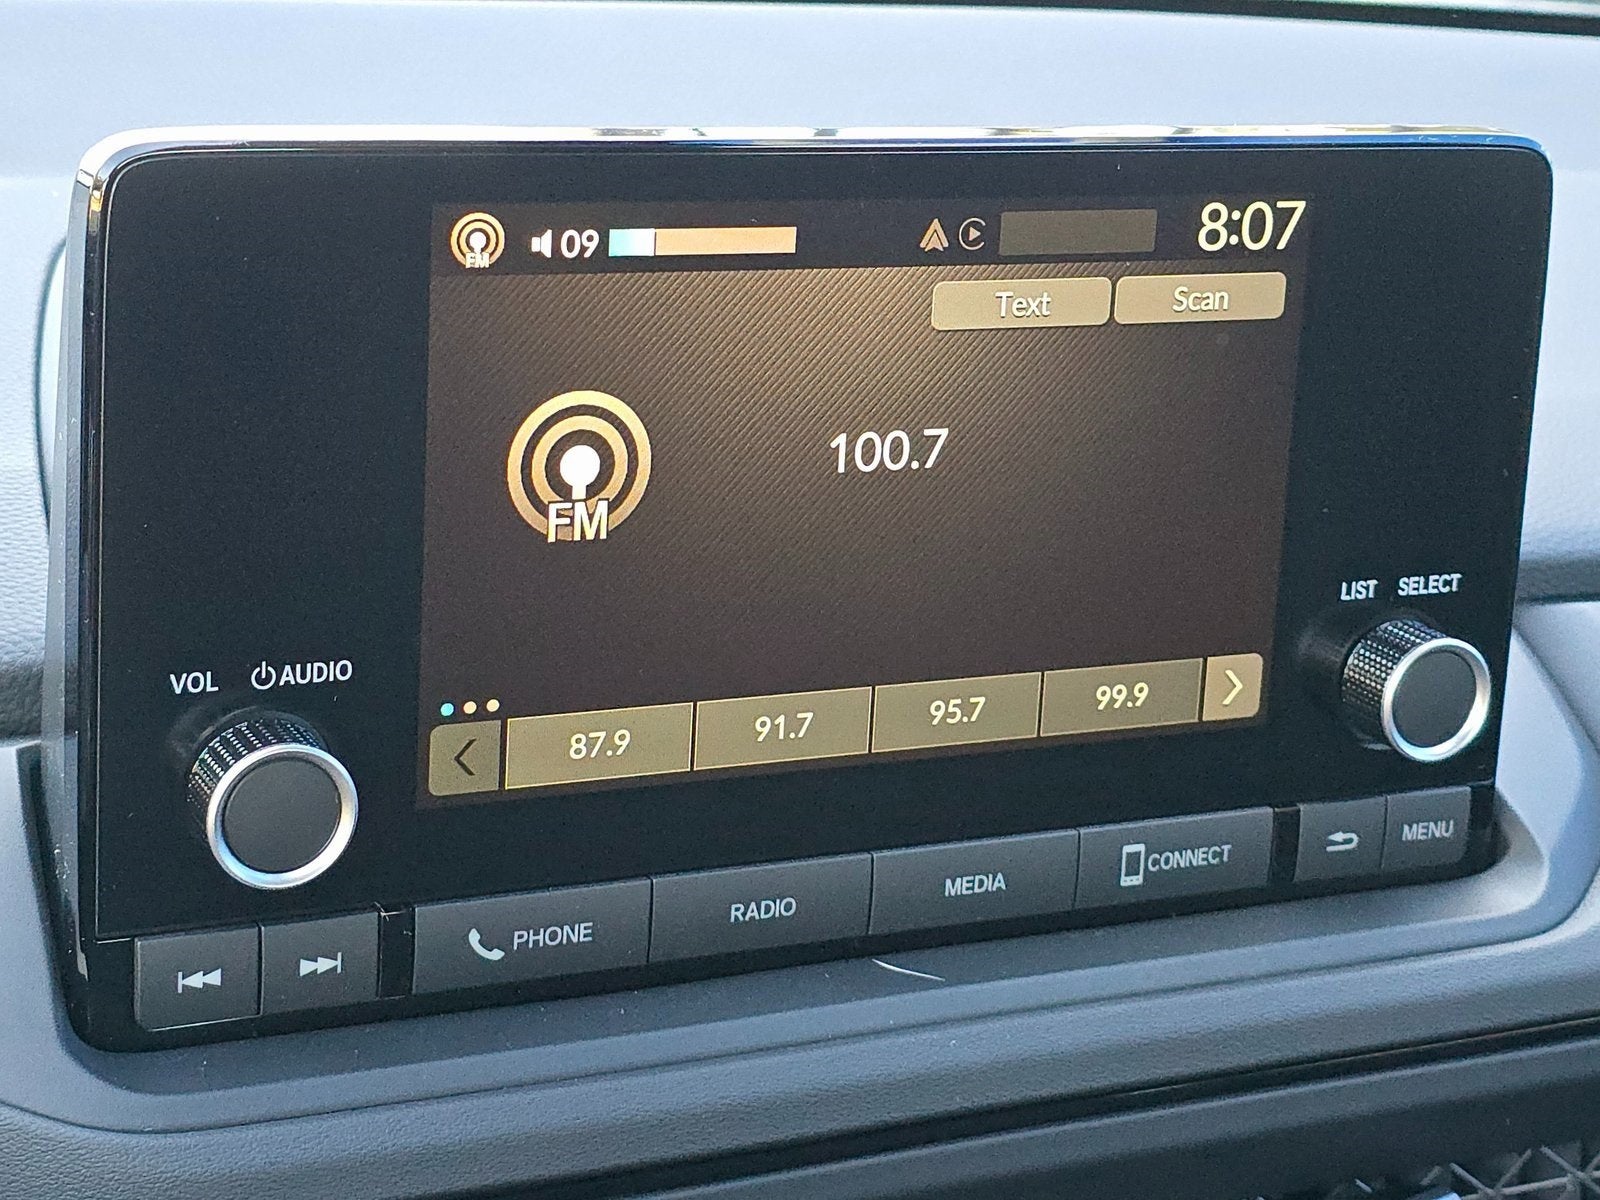 FM 09 8:07
Text Scan
100.7
FM
LIST SELECT
VOL AUDIO
87.9 91.7 95.7 99.9
PHONE RADIO MEDIA CONNECT MENU